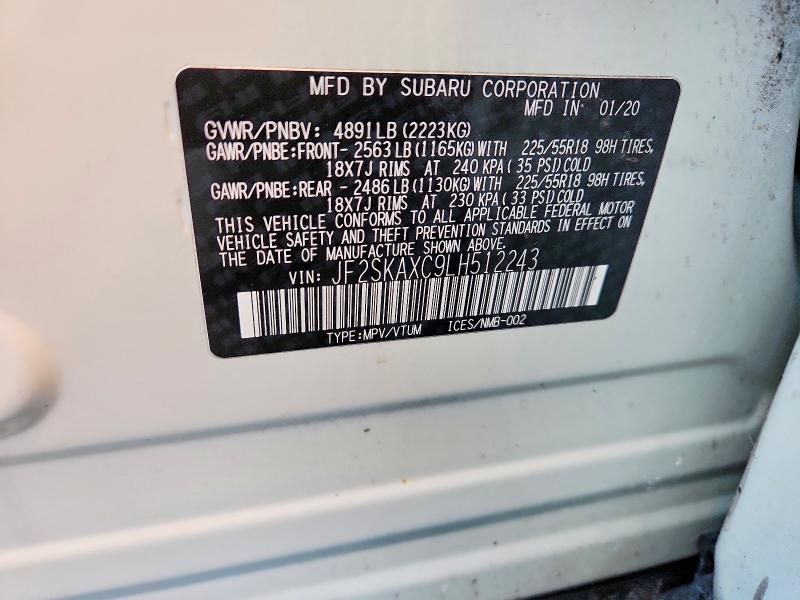 MFD BY SUBARU CORPORATION
MFD IN 01/20
GVWR/PNBV: 4891LB (2223KG)
GAWR/PNBE:FRONT-2563LB(1165KG)WITH 225/55R18 98H TIRES,
18X7J RIMS AT 240 KPA( 35 PSI)COLD
GAWR/PNBE:REAR -2486LB(1130KG)WITH 225/55R18 98H TIRES,
18X7J RIMS AT 230 KPA( 33 PSI)COLD
THIS VEHICLE CONFORMS TO ALL APPLICABLE FEDERAL MOTOR
VEHICLE SAFETY AND THEFT PREVENTION STANDARDS IN EFFECT ON
THE DATE OF MANUFACTURE SHOWN ABOVE.
VIN: JF2SKAXC9LH512243
TYPE:MPV/VTUM ICES/NMB-002